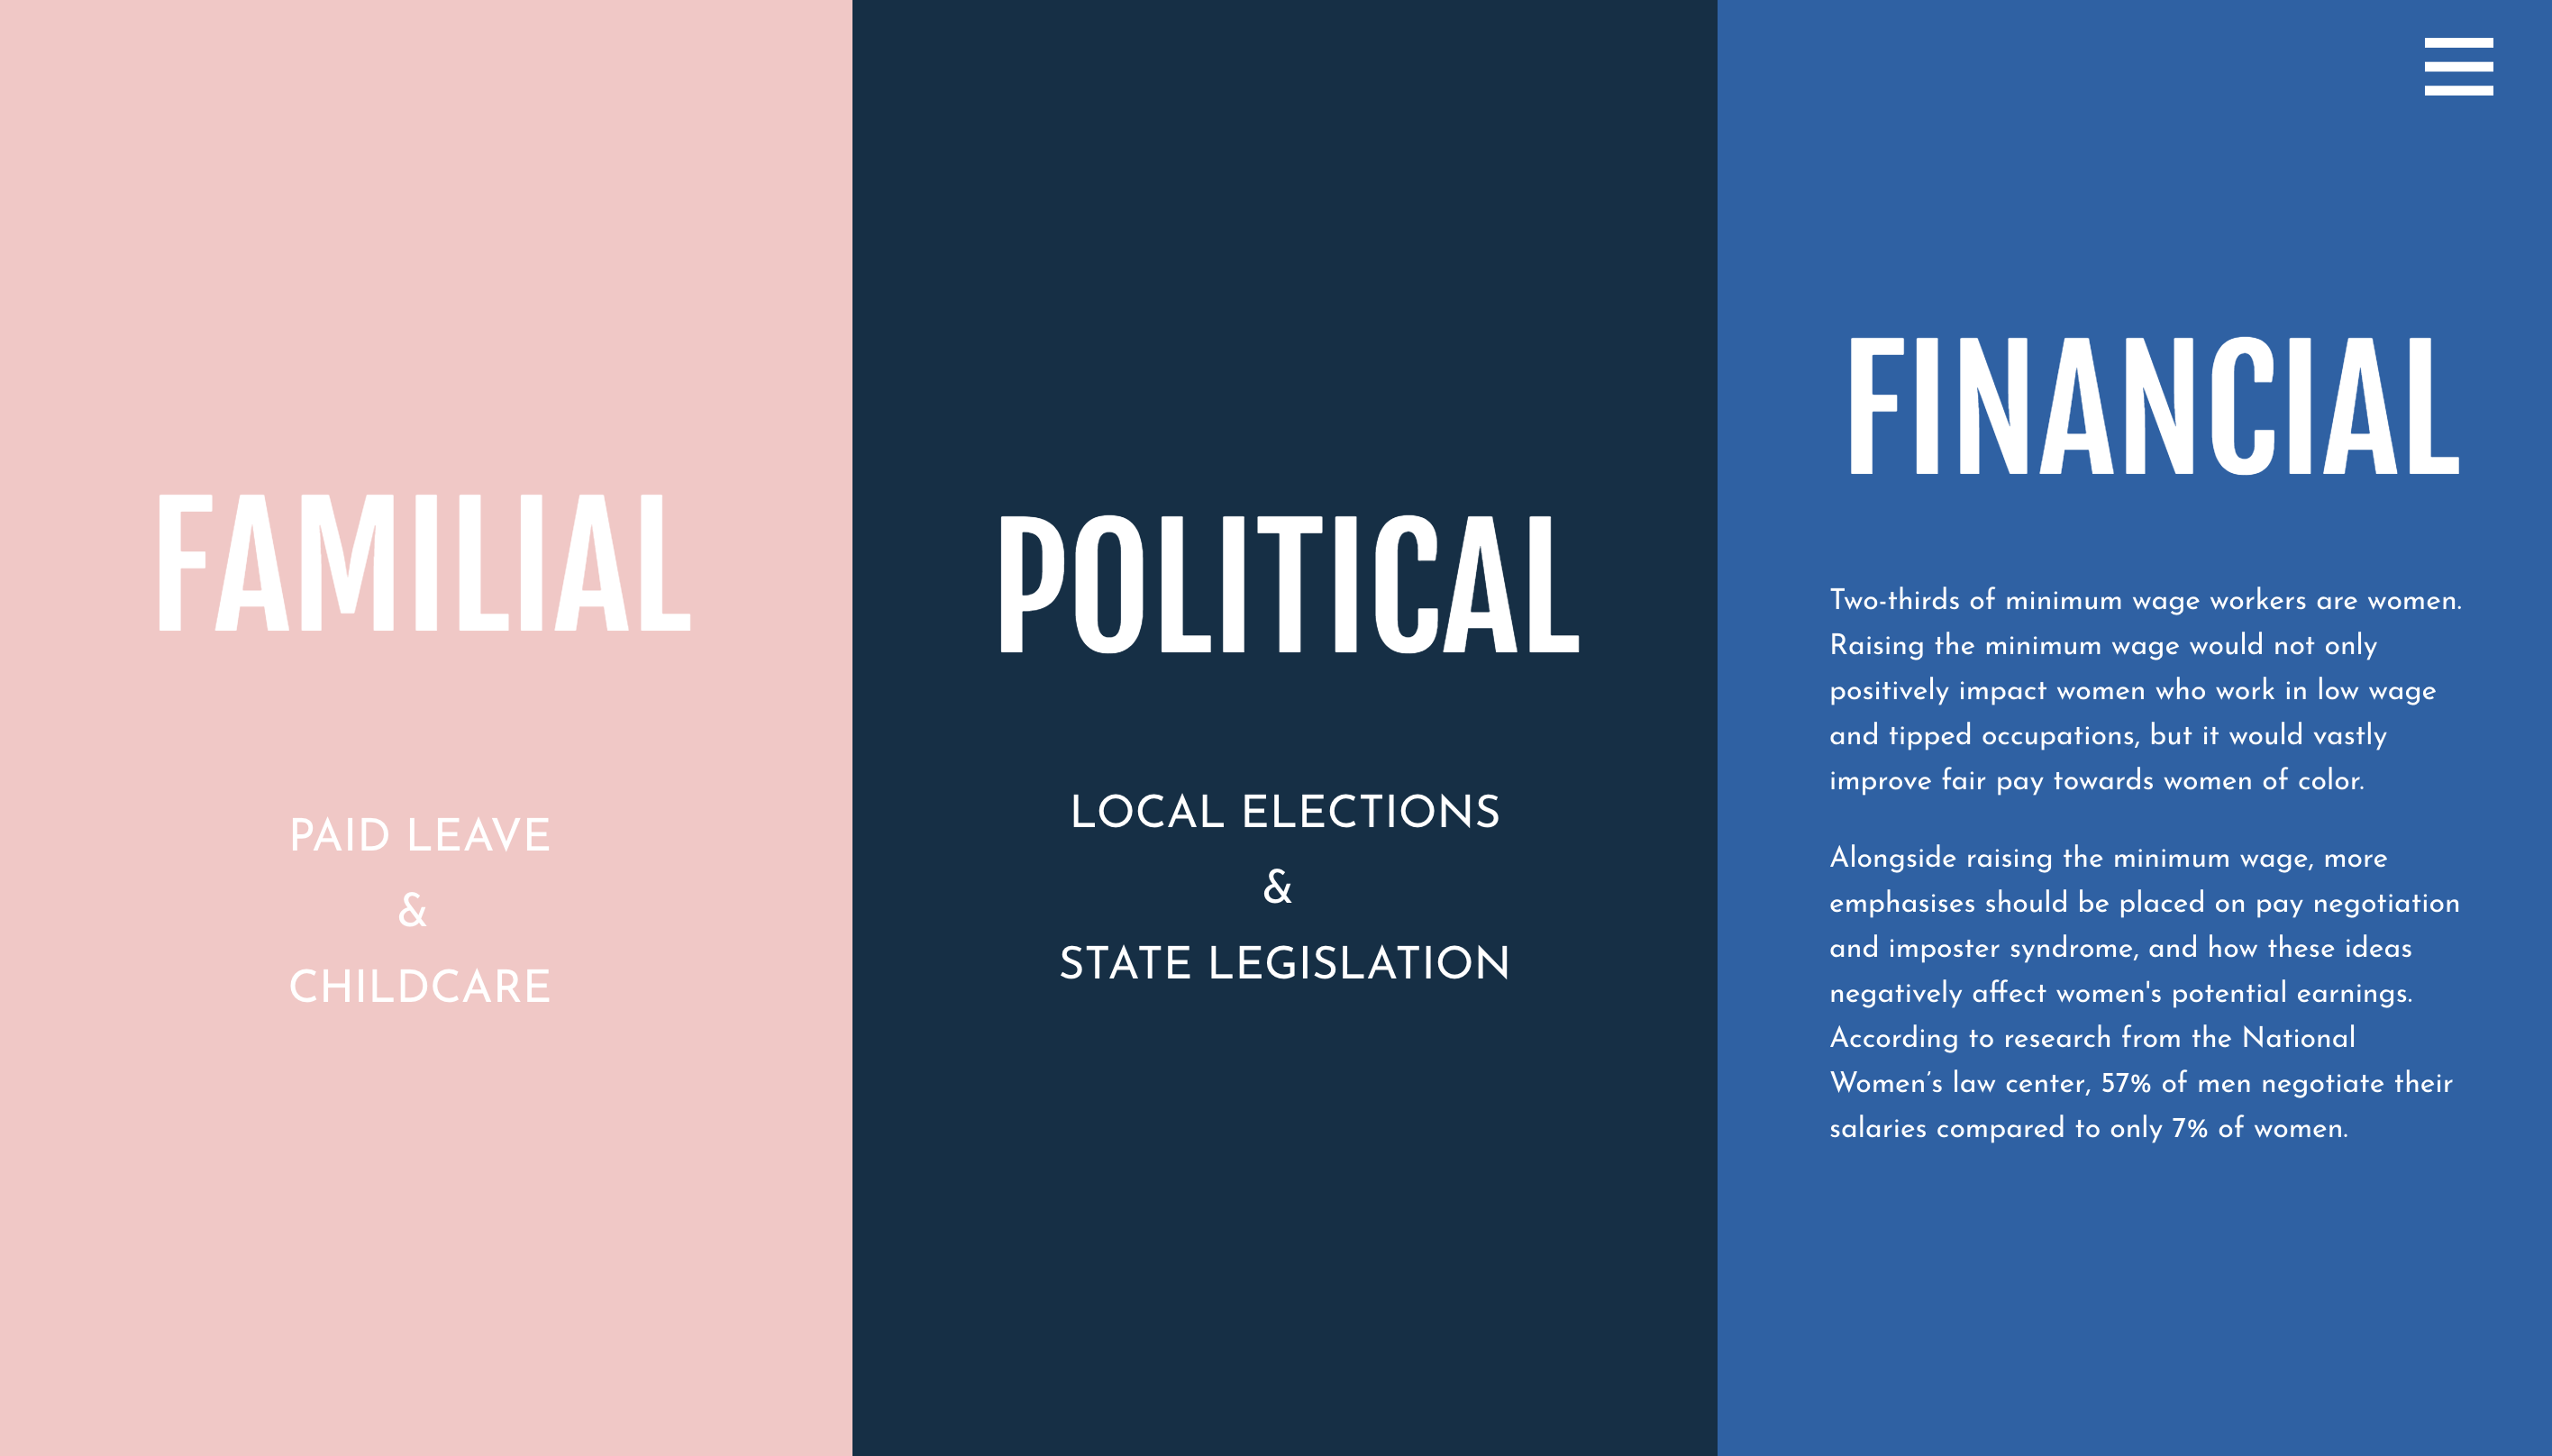 FAMILIAL
PAID LEAVE
&
CHILDCARE
POLITICAL
LOCAL ELECTIONS
&
STATE LEGISLATION
FINANCIAL
Two-thirds of minimum wage workers are women.
Raising the minimum wage would not only
positively impact women who work in low wage
and tipped occupations, but it would vastly
improve fair pay towards women of color.
Alongside raising the minimum wage, more
emphasises should be placed on pay negotiation
and imposter syndrome, and how these ideas
negatively affect women's potential earnings.
According to research from the National
Women’s law center, 57% of men negotiate their
salaries compared to only 7% of women.